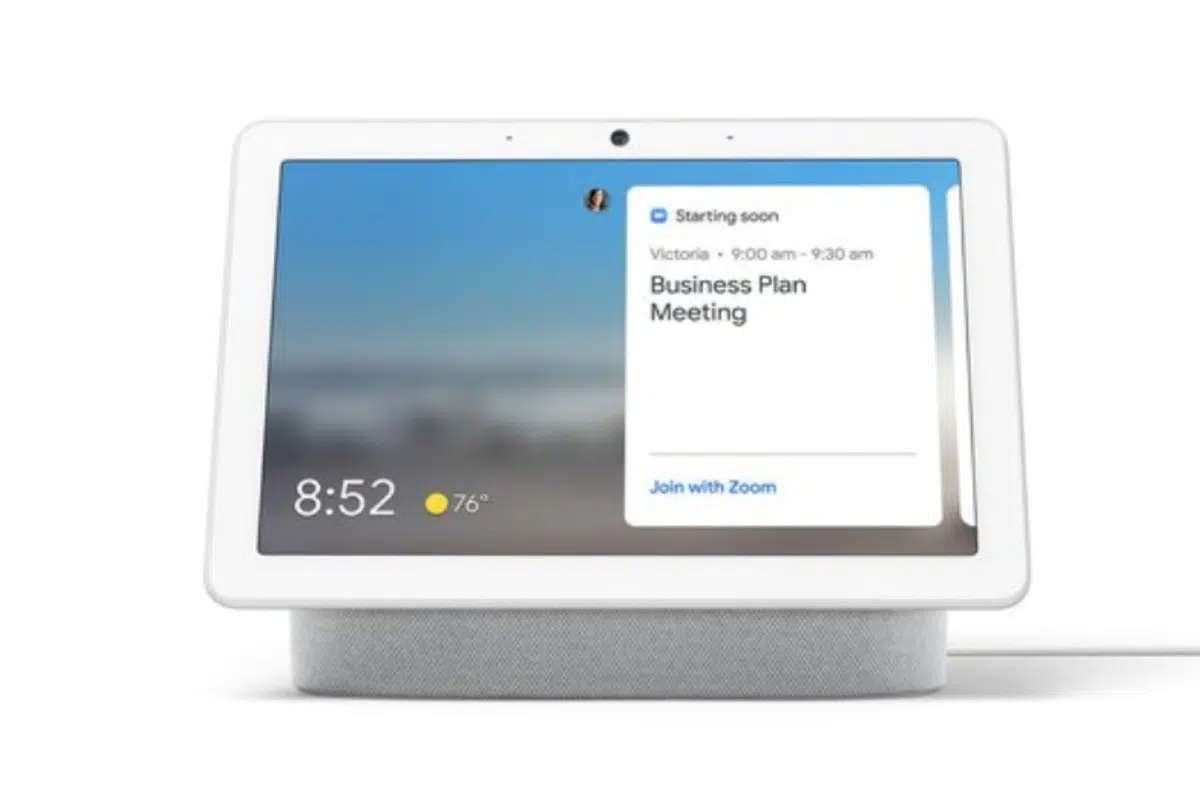 Starting soon
Victoria • 9:00 am - 9:30 am
Business Plan
Meeting
Join with Zoom
8:52 76°